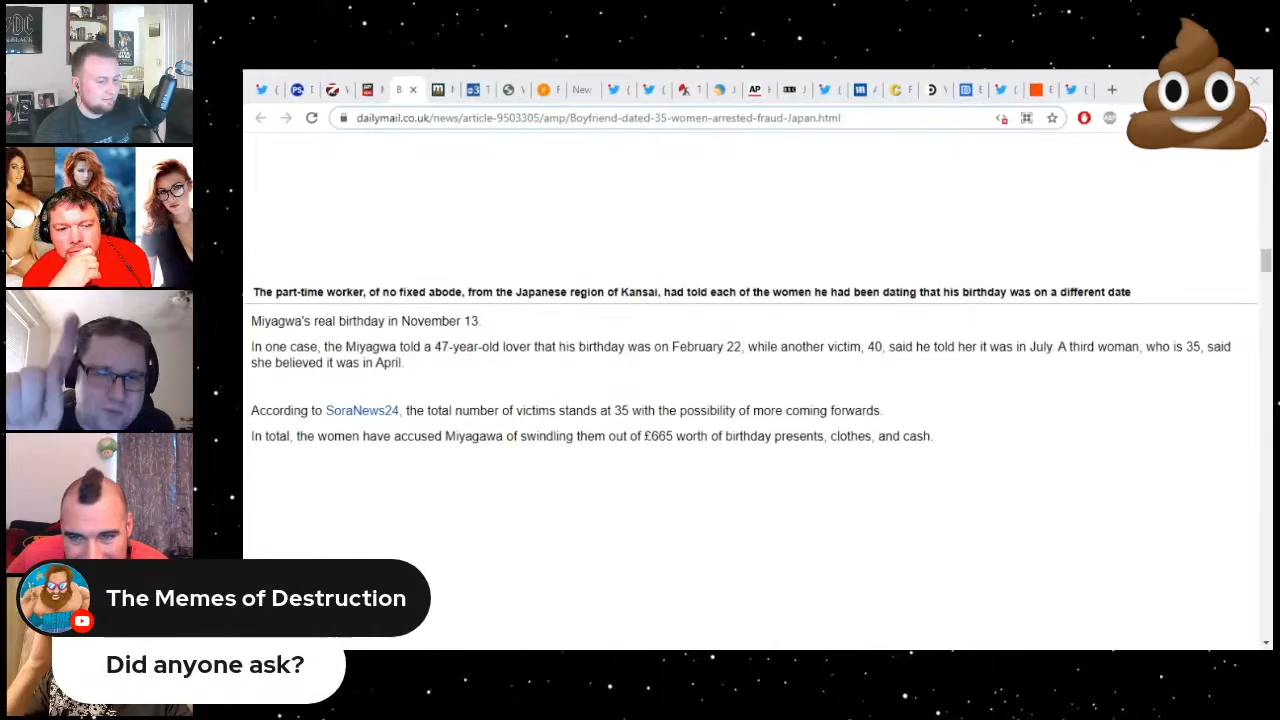 dailymail.co.uk/news/article-9503305/amp/Boyfriend-dated-35-women-arrested-fraud-Japan.html
The part-time worker, of no fixed abode, from the Japanese region of Kansai, had told each of the women he had been dating that his birthday was on a different date
Miyagwa's real birthday in November 13.
In one case, the Miyagwa told a 47-year-old lover that his birthday was on February 22, while another victim, 40, said he told her it was in July. A third woman, who is 35, said
she believed it was in April.
According to SoraNews24, the total number of victims stands at 35 with the possibility of more coming forwards.
In total, the women have accused Miyagawa of swindling them out of £665 worth of birthday presents, clothes, and cash.
The Memes of Destruction
Did anyone ask?